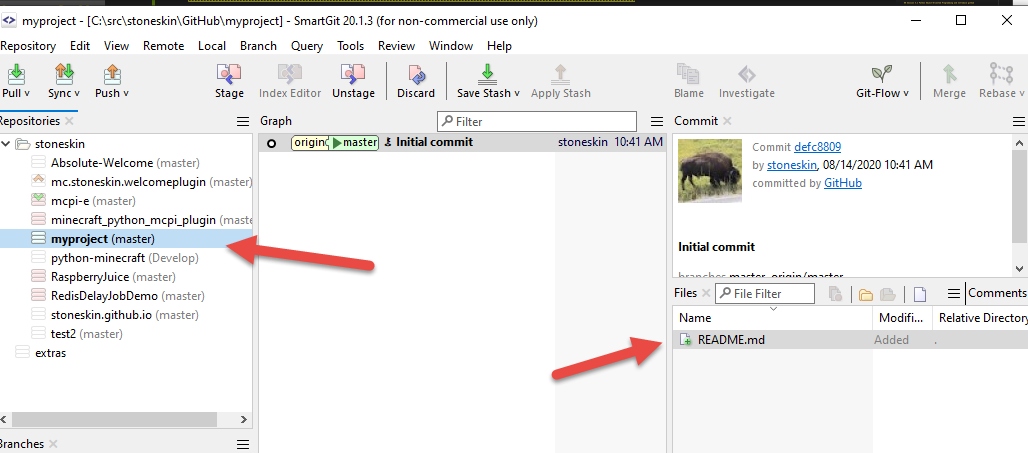 myproject - [C:\src\stoneskin\GitHub\myproject] - SmartGit 20.1.3 (for non-commercial use only)
Repository Edit View Remote Local Branch Query Tools Review Window Help
Pull Sync Push Stage Index Editor Unstage Discard Save Stash Apply Stash Blame Investigate Git-Flow Merge Rebase
Repositories
stoneskin
Absolute-Welcome (master)
mc.stoneskin.welcomeplugin (master)
mcpi-e (master)
minecraft_python_mcpi_plugin (maste
myproject (master)
python-minecraft (Develop)
RaspberryJuice (master)
RedisDelayJobDemo (master)
stoneskin.github.io (master)
test2 (master)
extras
Branches
Graph
Filter
origin master Initial commit stoneskin 10:41 AM
Commit
Commit defc8809
by stoneskin, 08/14/2020 10:41 AM
committed by GitHub
Initial commit
branches master, origin/master
Files
File Filter
Comments
Name Modifi... Relative Directory
README.md Added .